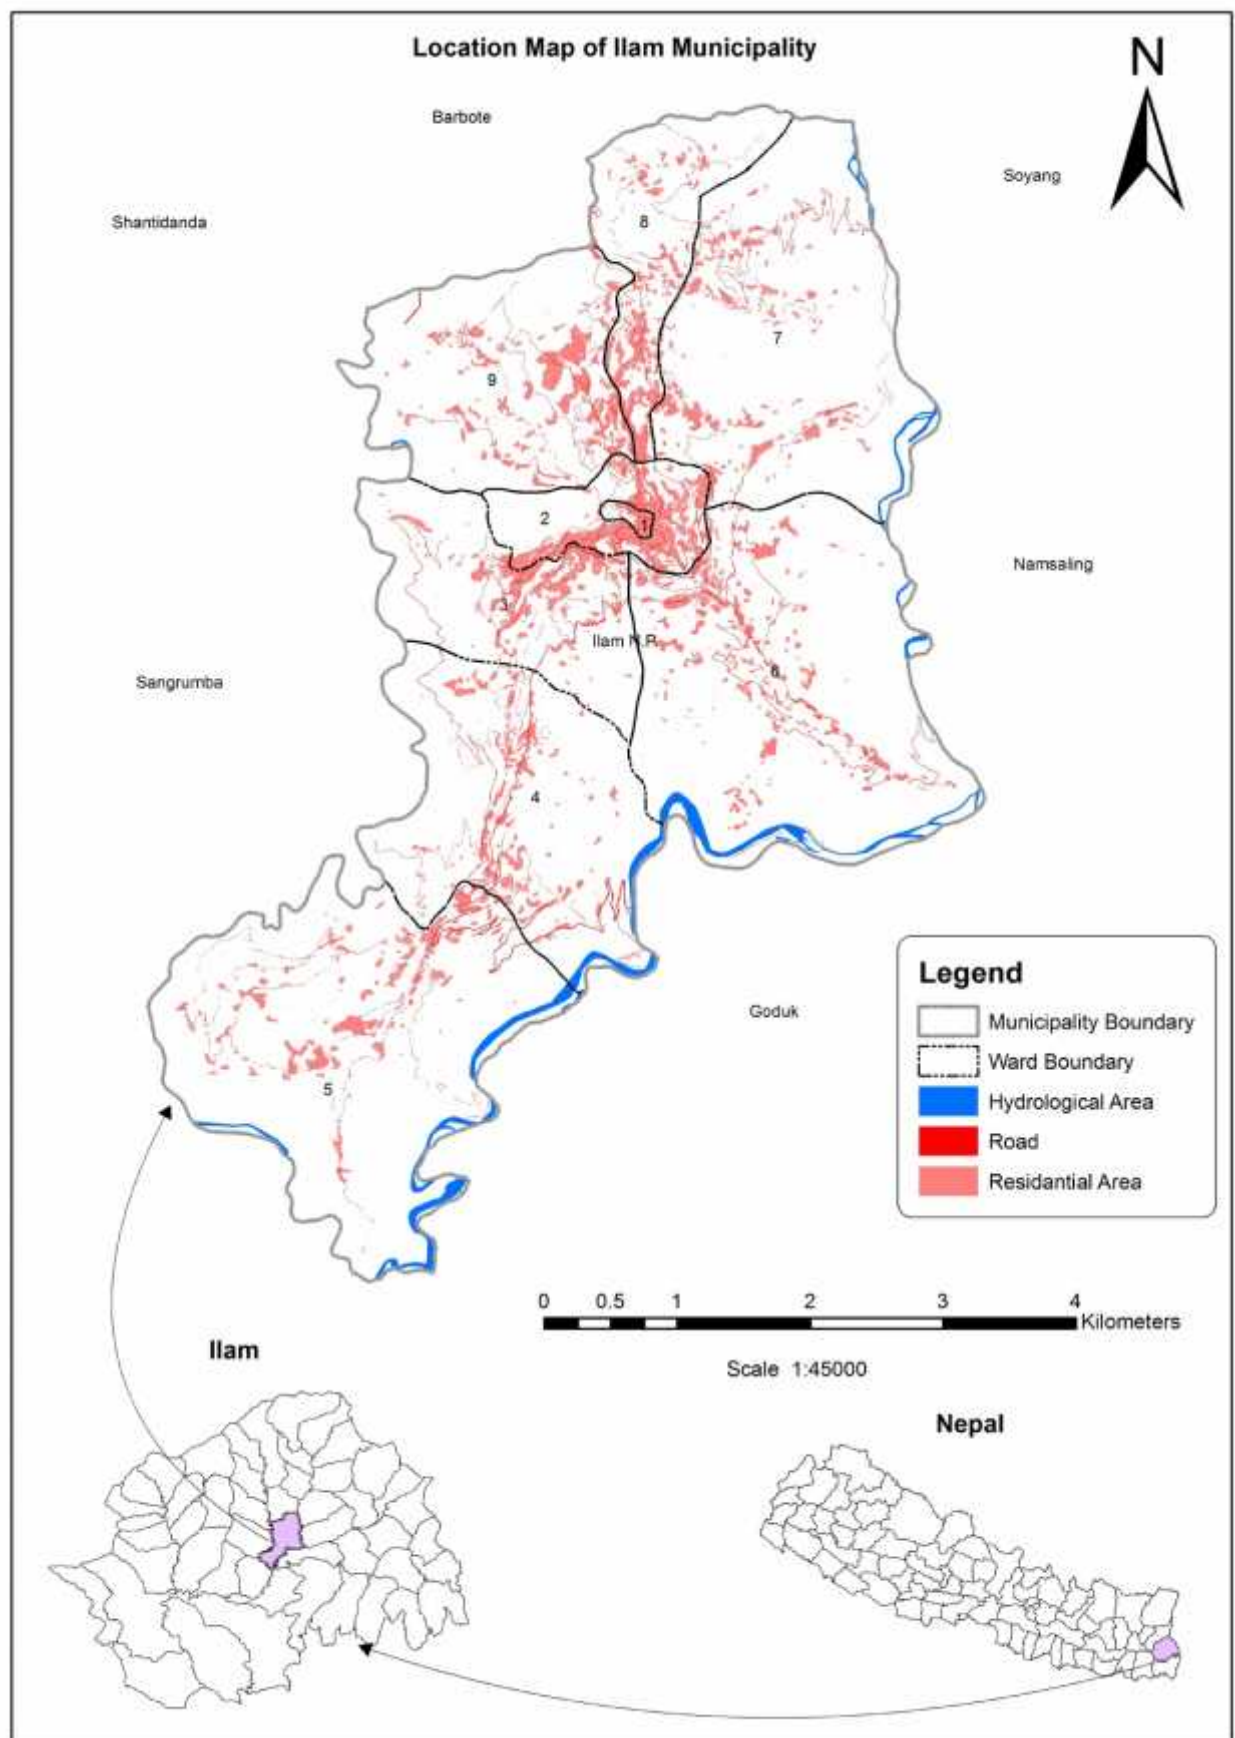 Location Map of Ilam Municipality
N
Barbote
Soyang
Shantidanda
8
7
9
2
1
Namsaling
3
Ilam N.P.
6
Sangrumba
4
Goduk
5
Legend
Municipality Boundary
Ward Boundary
Hydrological Area
Road
Residantial Area
0 0.5 1 2 3 4
Kilometers
Scale 1:45000
Ilam
Nepal